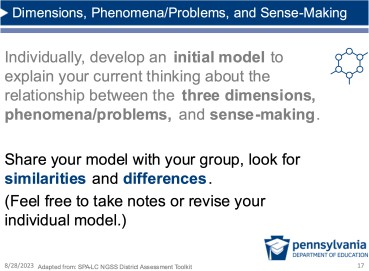 Dimensions, Phenomena/Problems, and Sense-Making
Individually, develop an initial model to
explain your current thinking about the
relationship between the three dimensions,
phenomena/problems, and sense-making.
Share your model with your group, look for
similarities and differences.
(Feel free to take notes or revise your
individual model.)
pennsylvania
DEPARTMENT OF EDUCATION
8/28/2023 Adapted from: SPA-LC NGSS District Assessment Toolkit 17